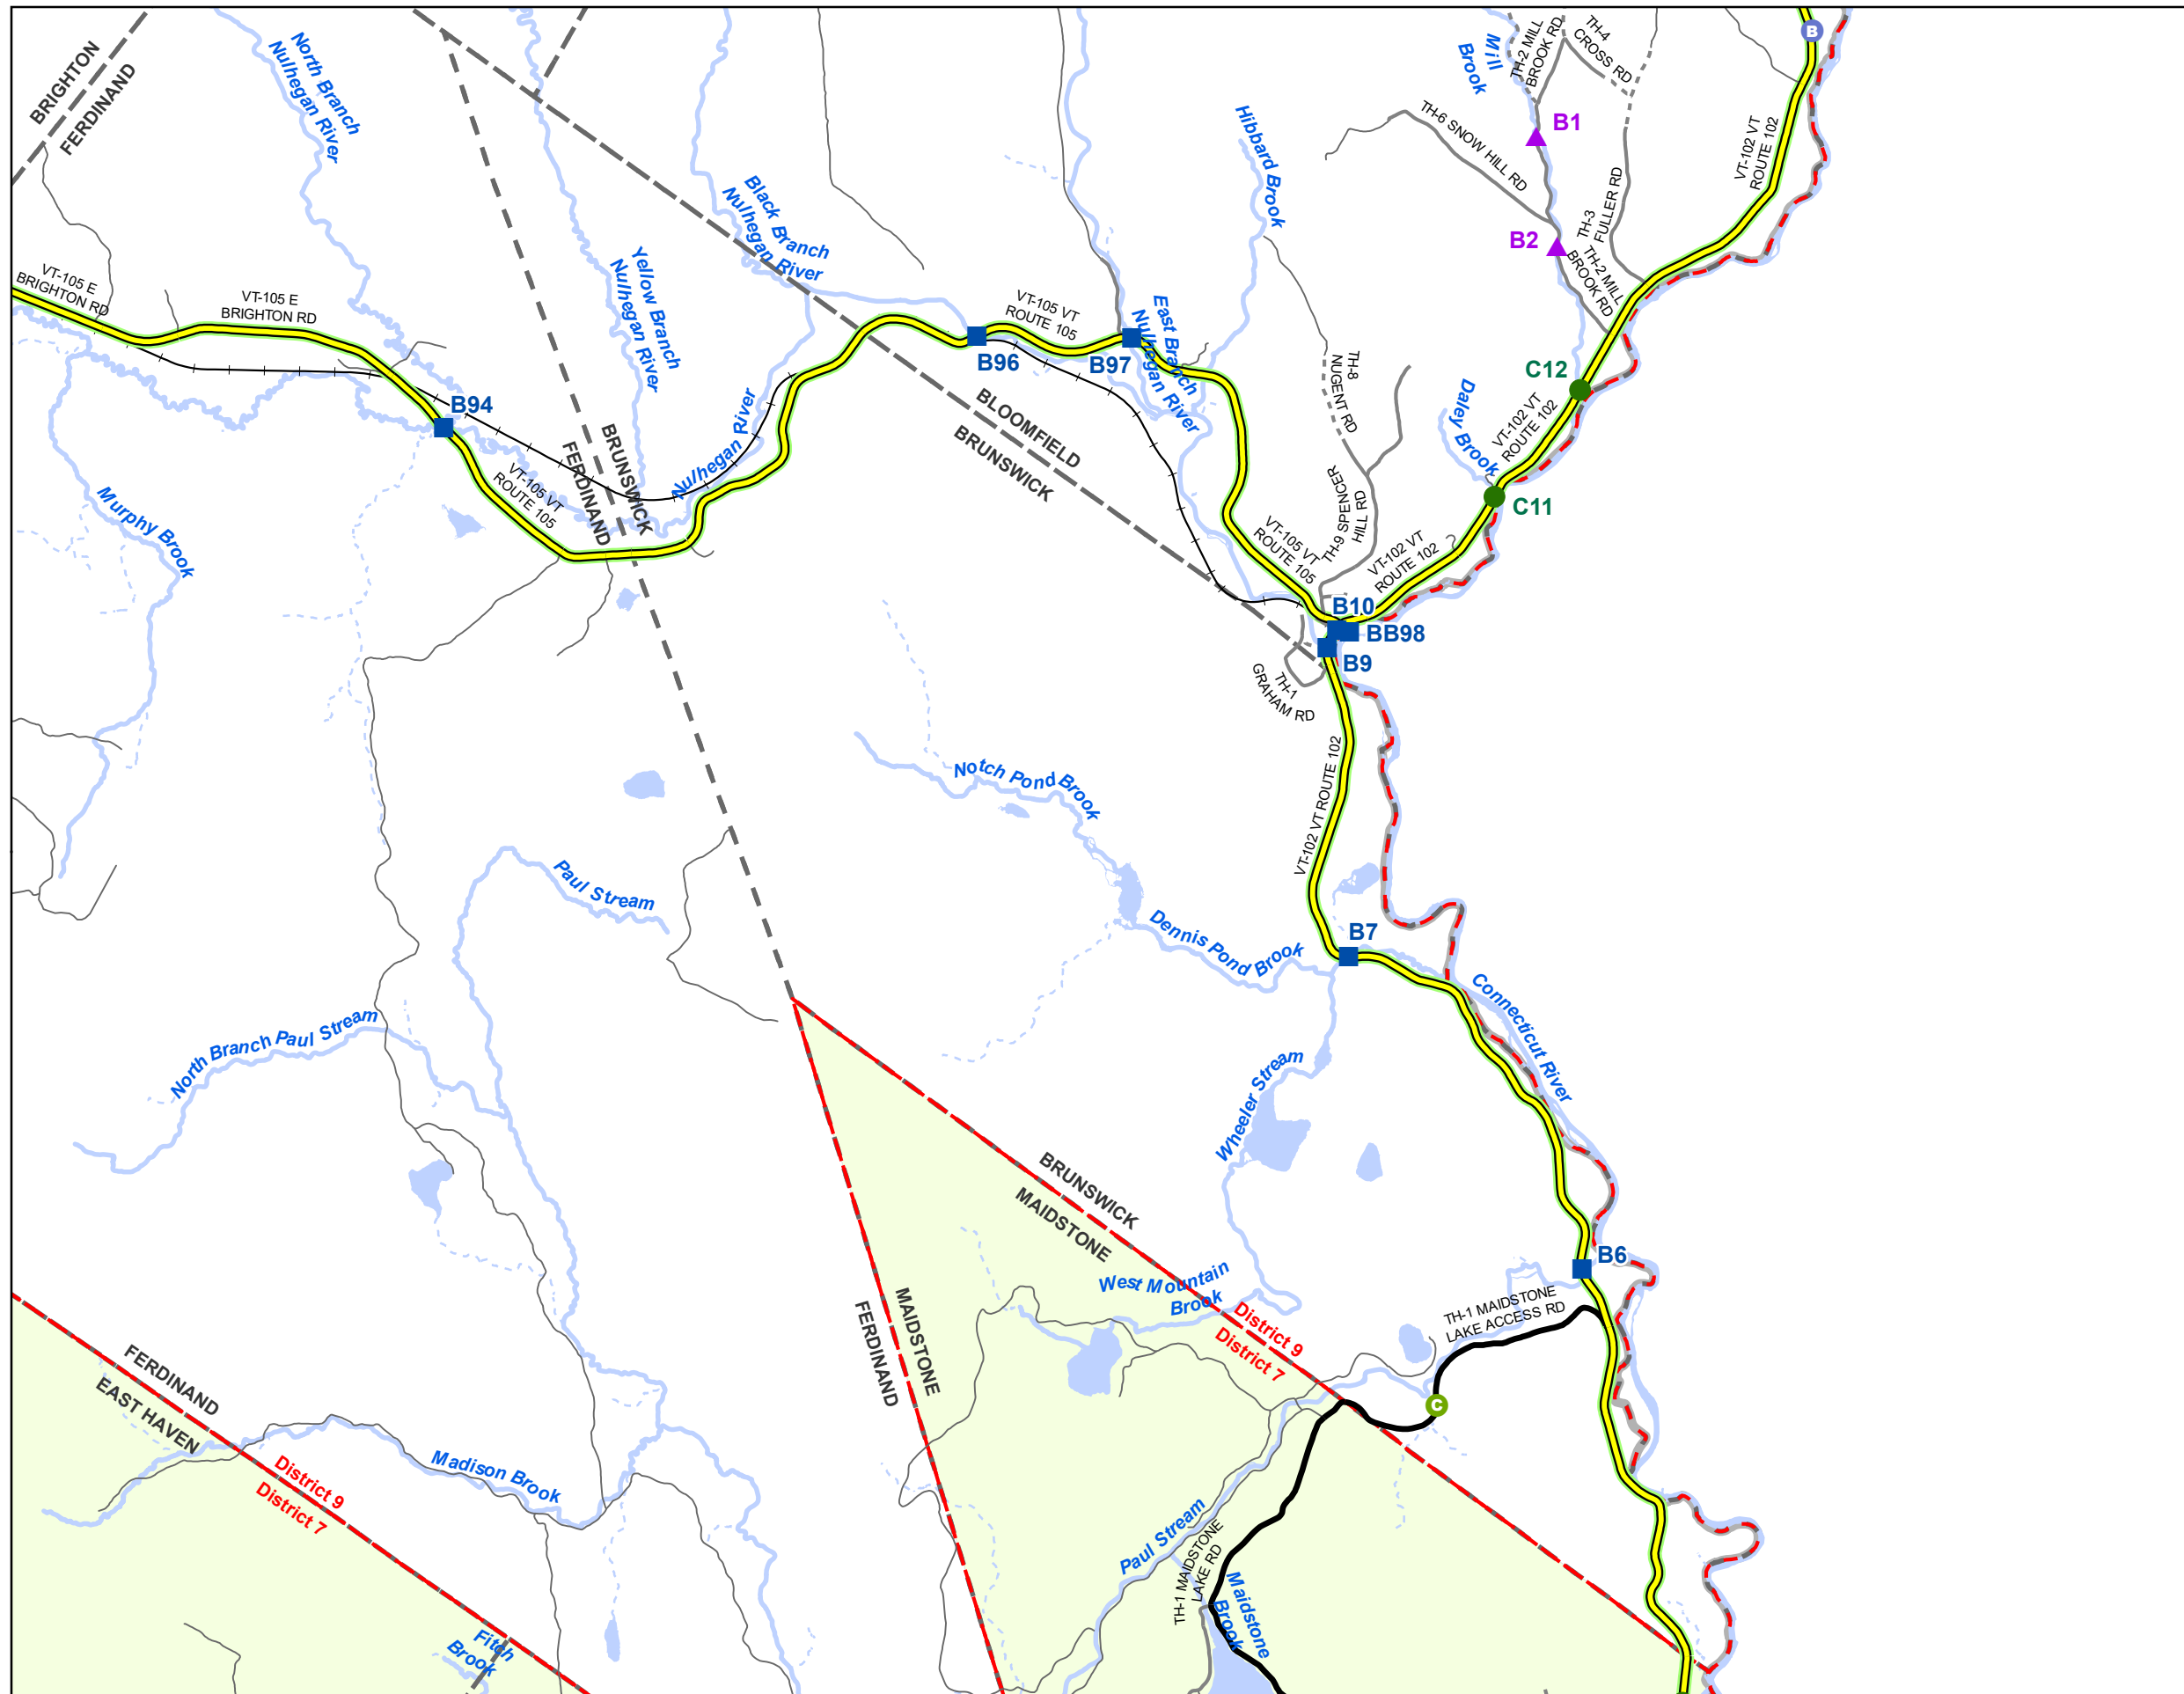 BRIGHTON
FERDINAND
North Branch
Nulhegan River
Mill
Brook
TH-2 MILL
BROOK RD
TH-4
CROSS RD
B
B1
TH-6 SNOW HILL RD
VT-102 VT
ROUTE 102
Hibbard Brook
TH-3
FULLER RD
B2
TH-2 MILL
BROOK RD
Black Branch
Nulhegan River
Yellow Branch
Nulhegan River
VT-105 E
BRIGHTON RD
VT-105 E
BRIGHTON RD
VT-105 VT
ROUTE 105
East Branch
Nulhegan River
B96
B97
TH-8
NUGENT RD
C12
Daley Brook
VT-102 VT
ROUTE 102
B94
BLOOMFIELD
BRUNSWICK
Nulhegan River
BRUNSWICK
FERDINAND
VT-105 VT
ROUTE 105
Murphy Brook
C11
TH-9 SPENCER
HILL RD
VT-105 VT
ROUTE 105
VT-102 VT
ROUTE 102
B10
BB98
B9
TH-1
GRAHAM RD
VT-102 VT ROUTE 102
Notch Pond Brook
Paul Stream
Dennis Pond Brook
B7
Connecticut River
North Branch Paul Stream
Wheeler Stream
BRUNSWICK
MAIDSTONE
B6
West Mountain
Brook
District 9
District 7
TH-1 MAIDSTONE
LAKE ACCESS RD
MAIDSTONE
FERDINAND
FERDINAND
EAST HAVEN
C
District 9
District 7
Madison Brook
Paul Stream
TH-1 MAIDSTONE
LAKE RD
Maidstone
Brook
Fitch
Brook